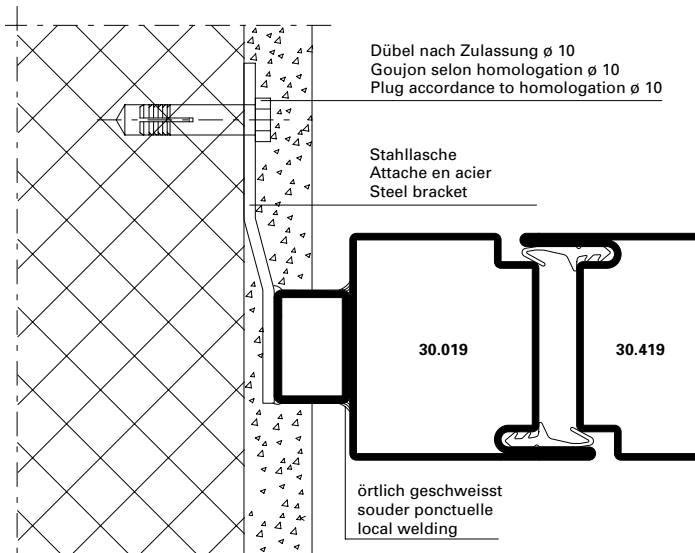 Dübel nach Zulassung ø 10
Goujon selon homologation ø 10
Plug accordance to homologation ø 10
Stahllasche
Attache en acier
Steel bracket
30.019
30.419
örtlich geschweisst
souder ponctuelle
local welding